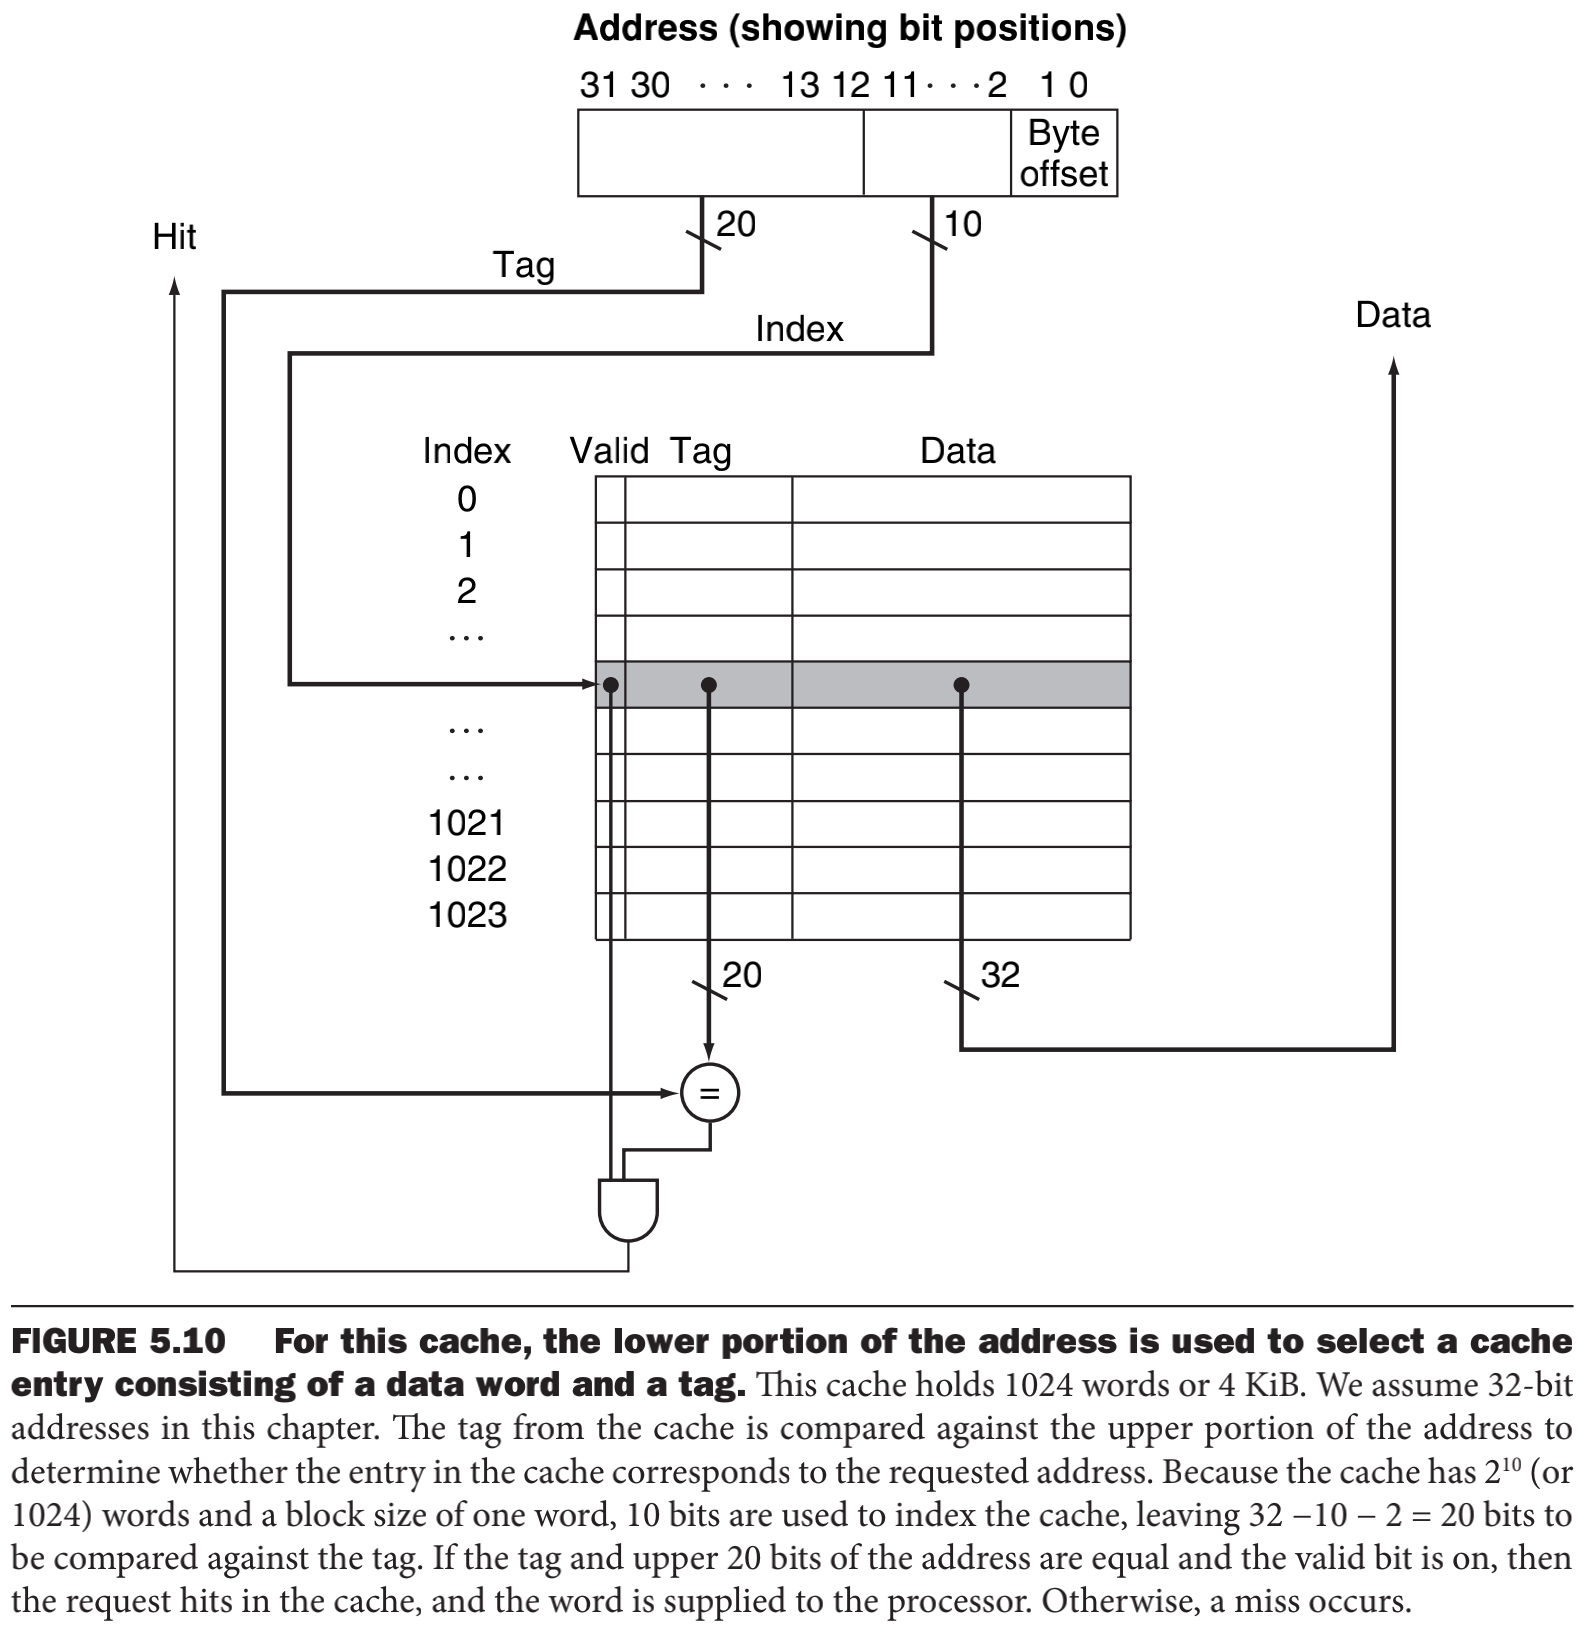 Address (showing bit positions)
31 30 · · · 13 12 11 · · · 2 1 0
Byte
offset
20
10
Hit
Tag
Index
Data
Index Valid Tag Data
0
1
2
...
...
...
1021
1022
1023
20
32
=
FIGURE 5.10 For this cache, the lower portion of the address is used to select a cache
entry consisting of a data word and a tag. This cache holds 1024 words or 4 KiB. We assume 32-bit
addresses in this chapter. The tag from the cache is compared against the upper portion of the address to
determine whether the entry in the cache corresponds to the requested address. Because the cache has 2¹⁰ (or
1024) words and a block size of one word, 10 bits are used to index the cache, leaving 32 −10 − 2 = 20 bits to
be compared against the tag. If the tag and upper 20 bits of the address are equal and the valid bit is on, then
the request hits in the cache, and the word is supplied to the processor. Otherwise, a miss occurs.